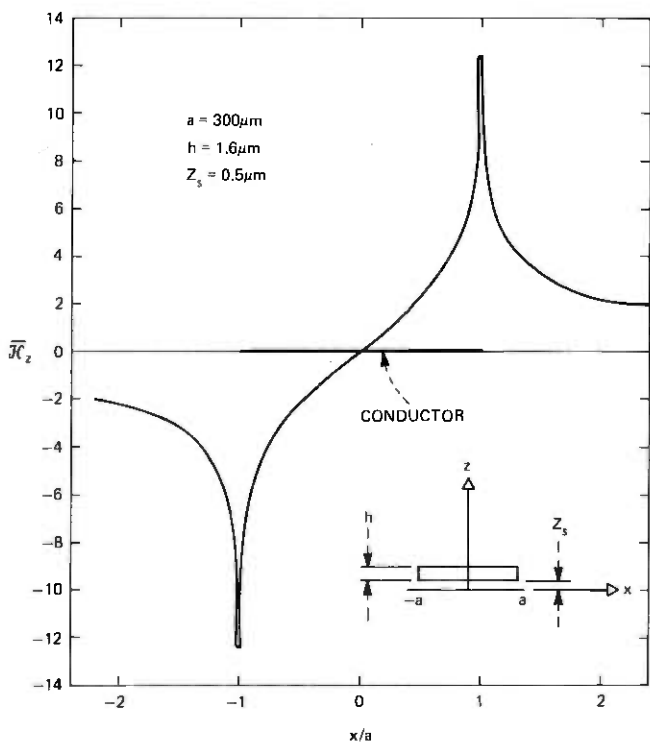 14
12
10
8
6
4
2
0
−2
−4
−6
−8
−10
−12
−14
a = 300μm
h = 1.6μm
Z_s = 0.5μm
H̅_z
CONDUCTOR
z
h
Z_s
−a
a
x
−2
−1
0
1
2
x/a